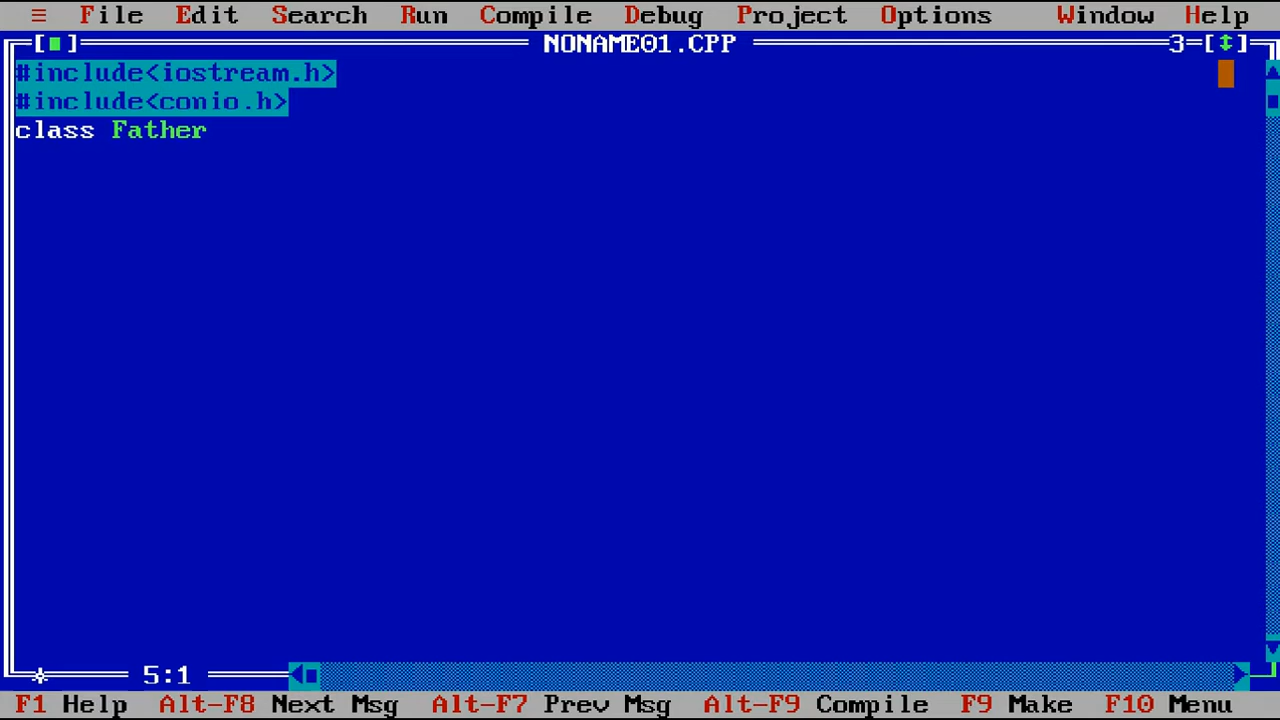 ≡ File Edit Search Run Compile Debug Project Options Window Help
[■] NONAME01.CPP 3=[↕]
#include<iostream.h>
#include<conio.h>
class Father
5:1
F1 Help Alt-F8 Next Msg Alt-F7 Prev Msg Alt-F9 Compile F9 Make F10 Menu